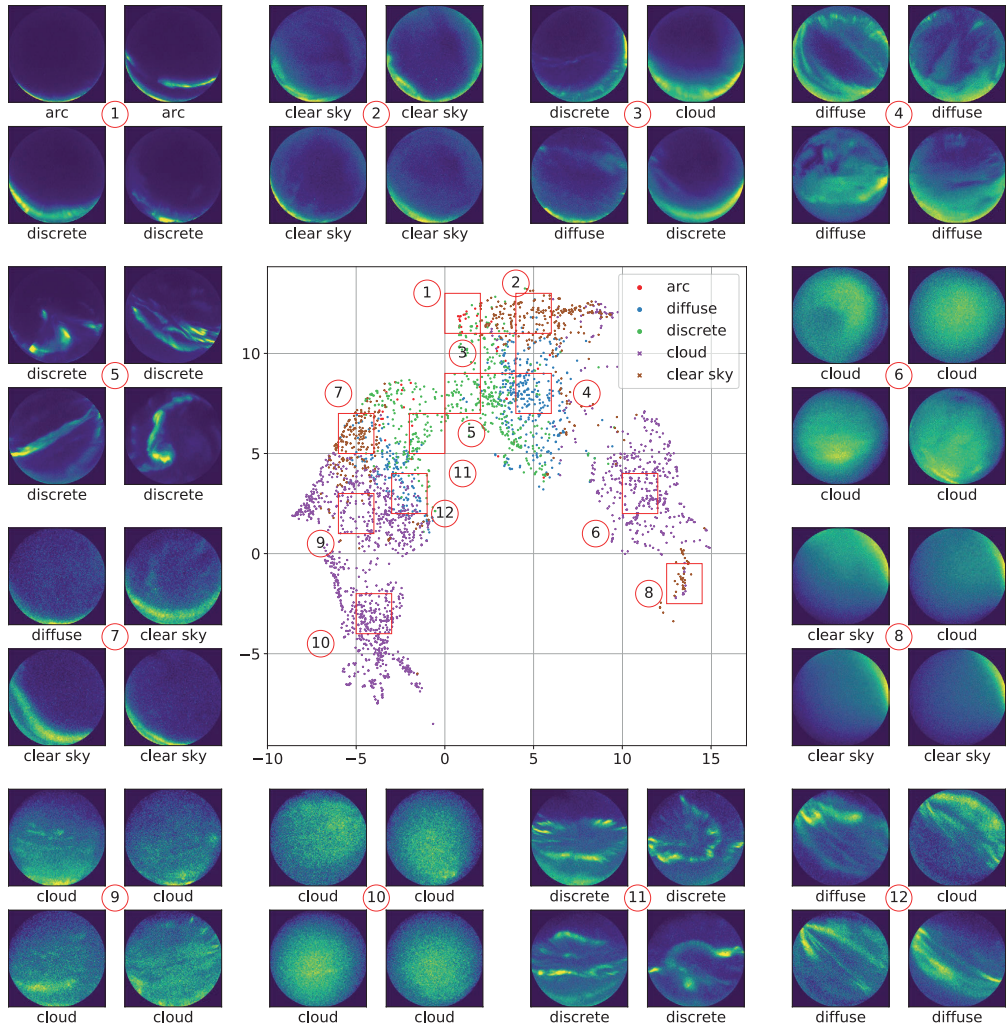 arc 1 arc
clear sky 2 clear sky
discrete 3 cloud
diffuse 4 diffuse
discrete discrete
clear sky clear sky
diffuse discrete
diffuse diffuse
discrete 5 discrete
discrete discrete
diffuse 7 clear sky
clear sky clear sky
1
2
3
4
5
6
7
8
9
10
11
12
arc
diffuse
discrete
cloud
clear sky
10
5
0
−5
−10
−5
0
5
10
15
cloud 6 cloud
cloud cloud
clear sky 8 cloud
clear sky clear sky
cloud 9 cloud
cloud 10 cloud
discrete 11 discrete
diffuse 12 cloud
cloud cloud
cloud cloud
discrete discrete
diffuse diffuse